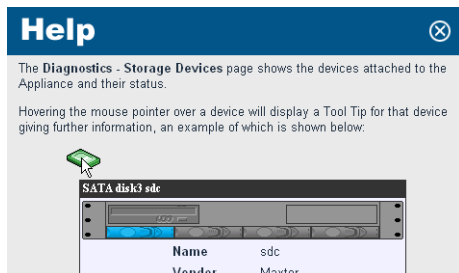 Help
The Diagnostics - Storage Devices page shows the devices attached to the
Appliance and their status.
Hovering the mouse pointer over a device will display a Tool Tip for that device
giving further information, an example of which is shown below:
SATA disk3 sdc
Name sdc
Vendor Maxtor